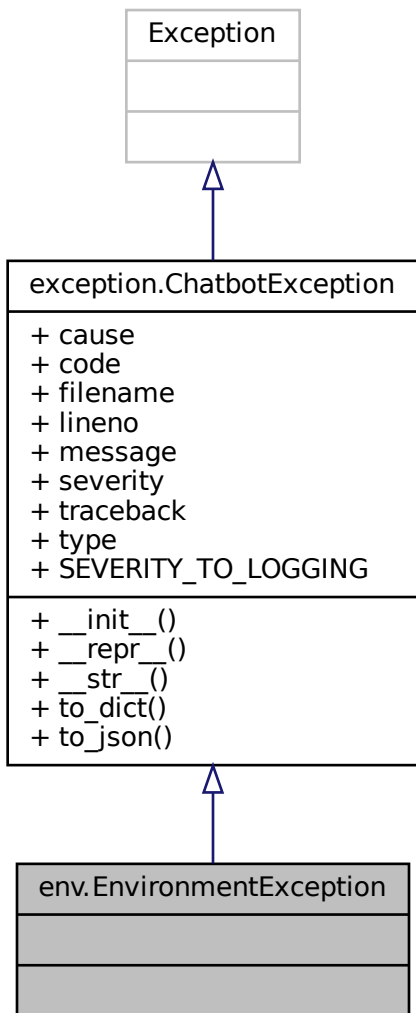 Exception
exception.ChatbotException
+ cause
+ code
+ filename
+ lineno
+ message
+ severity
+ traceback
+ type
+ SEVERITY_TO_LOGGING
+ __init__()
+ __repr__()
+ __str__()
+ to_dict()
+ to_json()
env.EnvironmentException